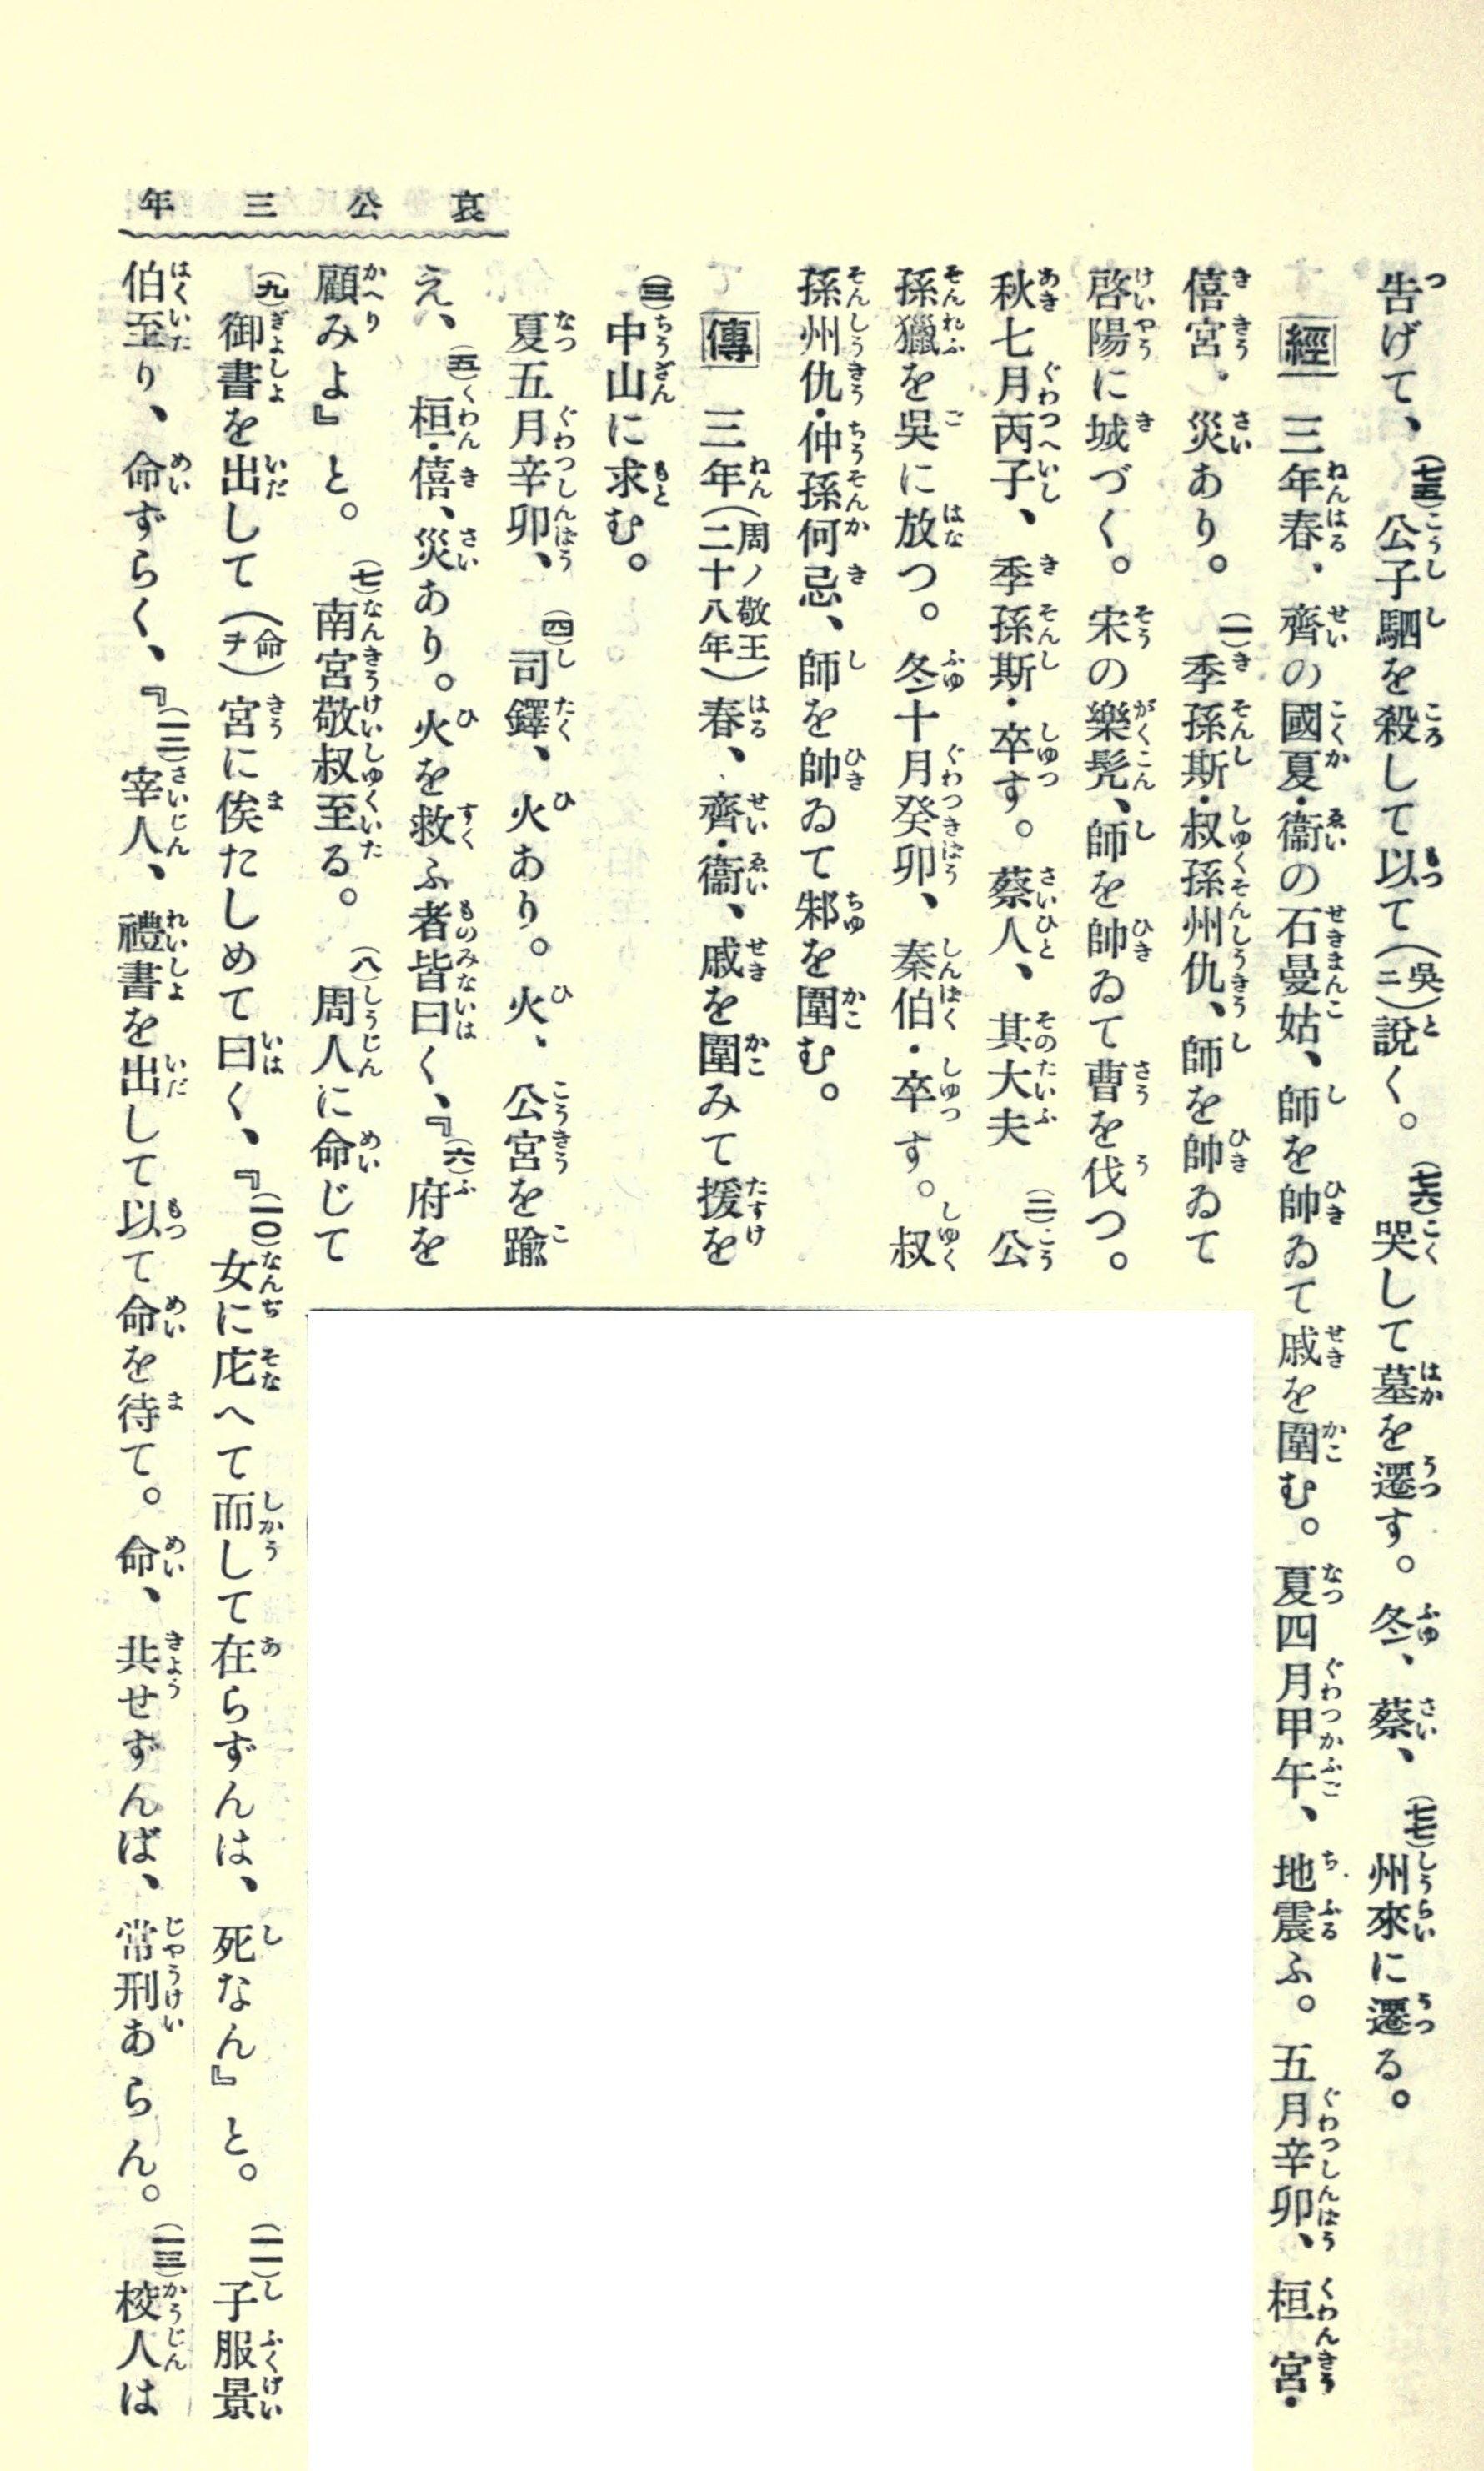 哀公三年
告げて、(七五)公子駟を殺して以て(吳ニ)說く。(七六)哭して墓を遷す。冬、蔡、(七七)州來に遷る。
經 三年春、齊の國夏・衞の石曼姑、師を帥ゐて戚を圍む。夏四月甲午、地震ふ。五月辛卯、桓宮・
僖宮、災あり。(一)季孫斯・叔孫州仇、師を帥ゐて
啓陽に城づく。宋の樂髡、師を帥ゐて曹を伐つ。
秋七月丙子、季孫斯・卒す。蔡人、其大夫(二)公
孫獵を吳に放つ。冬十月癸卯、秦伯・卒す。叔
孫州仇・仲孫何忌、師を帥ゐて邾を圍む。
傳 三年(周ノ敬王二十八年)春、齊・衞、戚を圍みて援を
(三)中山に求む。
夏五月辛卯、(四)司鐸、火あり。火、公宮を踰
え、(五)桓・僖、災あり。火を救ふ者皆曰く、『(六)府を
顧みよ』と。(七)南宮敬叔至る。(八)周人に命じて
(九)御書を出して(命ヲ)宮に俟たしめて曰く、『(一〇)女に庀へて而して在らずんは、死なん』と。(一一)子服景
伯至り、命ずらく、『(一二)宰人、禮書を出して以て命を待て。命、共せずんば、常刑あらん。(一三)校人は